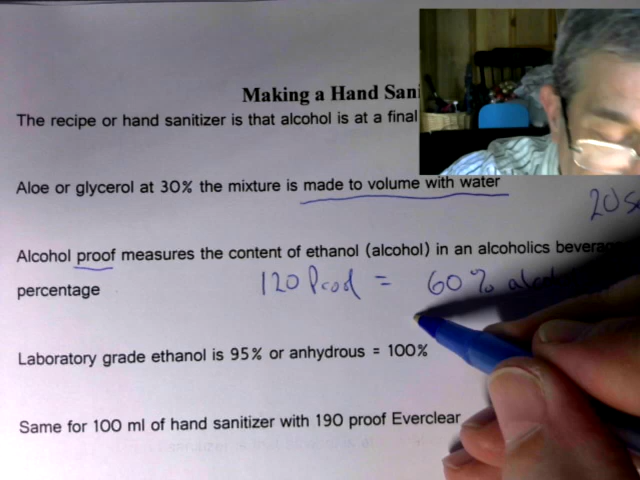 Making a Hand Sani
The recipe or hand sanitizer is that alcohol is at a final
Aloe or glycerol at 30% the mixture is made to volume with water
20
Alcohol proof measures the content of ethanol (alcohol) in an alcoholics beverag
120 Proof = 60%
percentage
Laboratory grade ethanol is 95% or anhydrous = 100%
Same for 100 ml of hand sanitizer with 190 proof Everclear